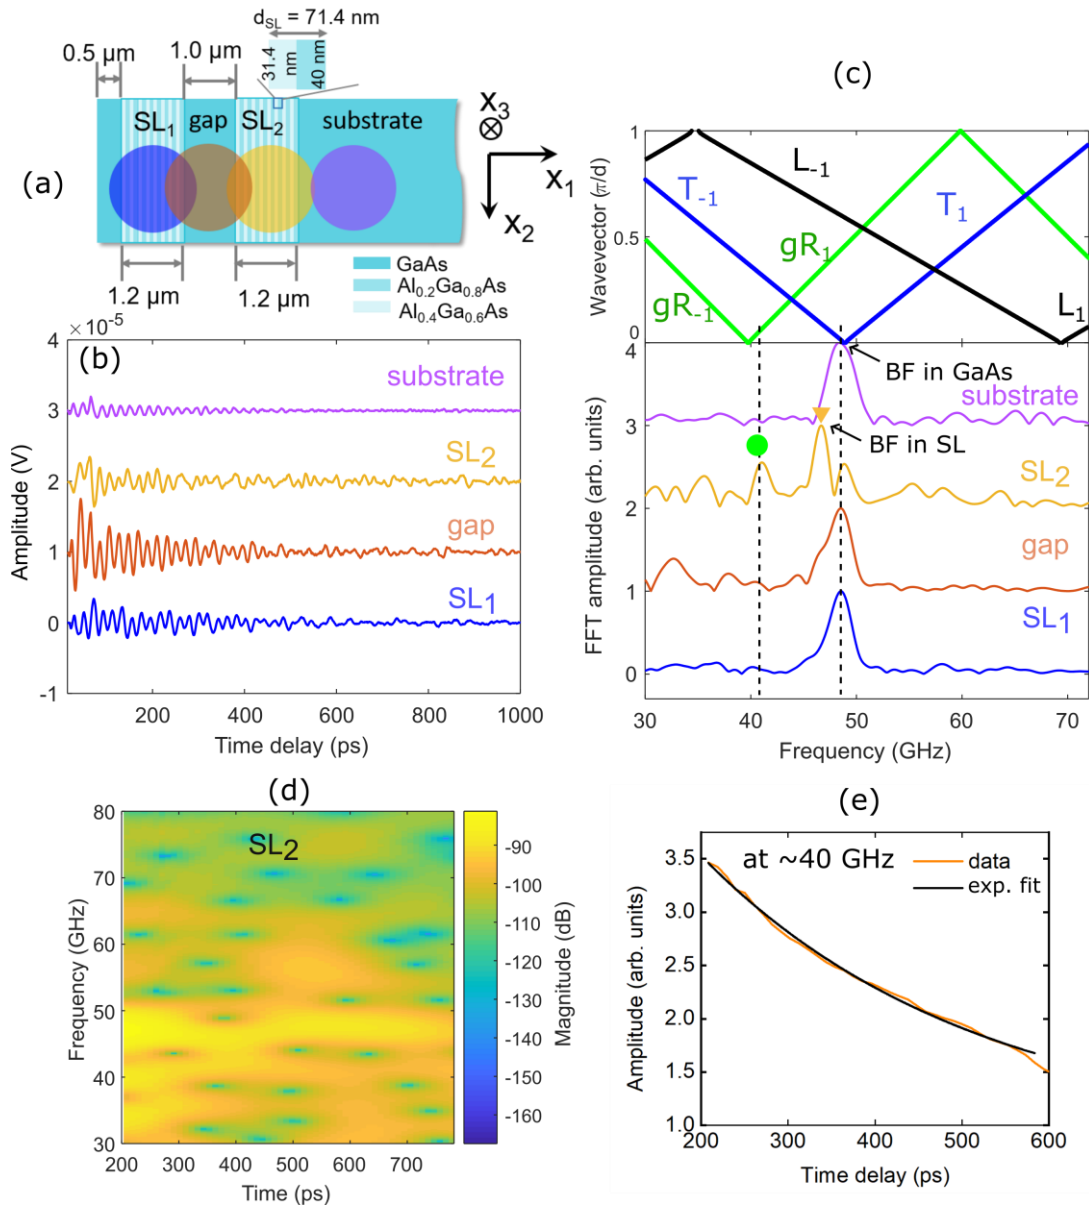 d_SL = 71.4 nm
0.5 μm
1.0 μm
31.4 nm
40 nm
SL₁
gap
SL₂
substrate
X₃
X₁
X₂
(a)
1.2 μm
1.2 μm
GaAs
Al₀.₂Ga₀.₈As
Al₀.₄Ga₀.₆As
(b)
×10⁻⁵
4
3
2
1
0
-1
Amplitude (V)
substrate
SL₂
gap
SL₁
200
400
600
800
1000
Time delay (ps)
(c)
1
0.5
0
Wavevector (π/d)
L₋₁
T₋₁
T₁
gR₁
gR₋₁
L₁
4
3
2
1
0
FFT amplitude (arb. units)
BF in GaAs
substrate
BF in SL
SL₂
gap
SL₁
30
40
50
60
70
Frequency (GHz)
(d)
SL₂
80
70
60
50
40
30
Frequency (GHz)
200
300
400
500
600
700
Time (ps)
-90
-100
-110
-120
-130
-140
-150
-160
Magnitude (dB)
(e)
at ~40 GHz
data
exp. fit
3.5
3.0
2.5
2.0
1.5
1.0
Amplitude (arb. units)
200
300
400
500
600
Time delay (ps)